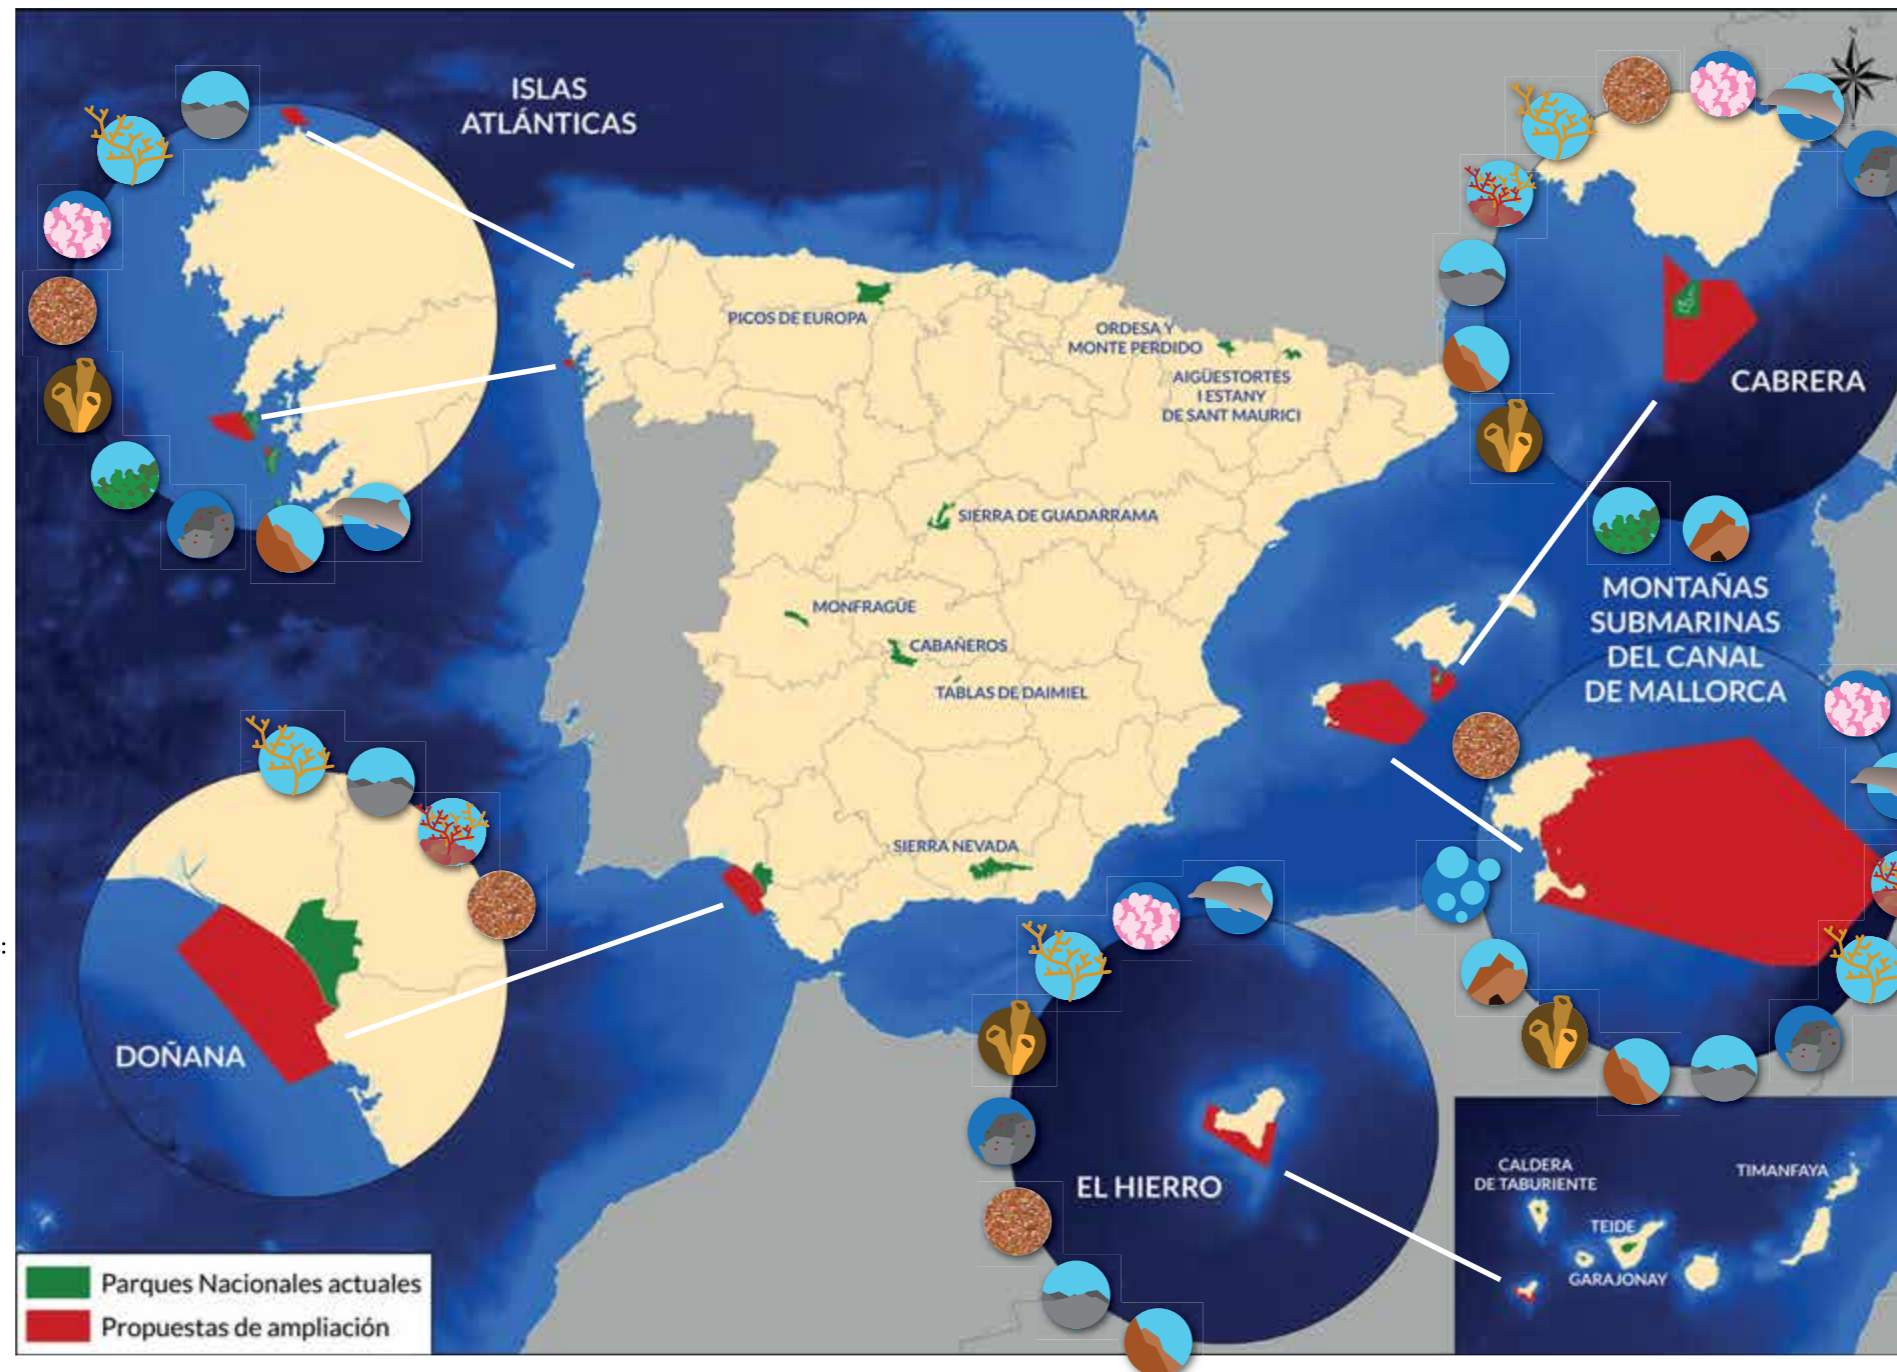 ISLAS
ATLÁNTICAS
N
PICOS DE EUROPA
ORDESA Y
MONTE PERDIDO
AIGÜESTORTES
I ESTANY
DE SANT MAURICI
CABRERA
SIERRA DE GUADARRAMA
MONFRAGÜE
CABAÑEROS
TABLAS DE DAIMIEL
MONTAÑAS
SUBMARINAS
DEL CANAL
DE MALLORCA
SIERRA NEVADA
:
DOÑANA
EL HIERRO
CALDERA
DE TABURIENTE
TIMANFAYA
TEIDE
GARAJONAY
Parques Nacionales actuales
Propuestas de ampliación